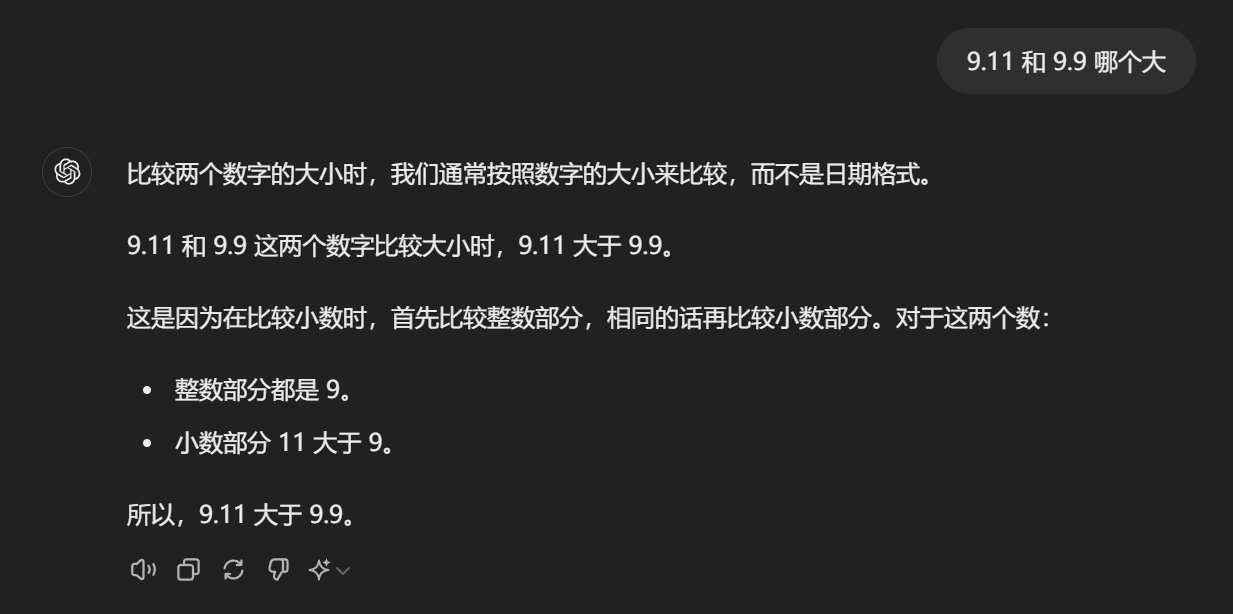 9.11 和 9.9 哪个大
比较两个数字的大小时，我们通常按照数字的大小来比较，而不是日期格式。
9.11 和 9.9 这两个数字比较大小时，9.11 大于 9.9。
这是因为在比较小数时，首先比较整数部分，相同的话再比较小数部分。对于这两个数：
• 整数部分都是 9。
• 小数部分 11 大于 9。
所以，9.11 大于 9.9。